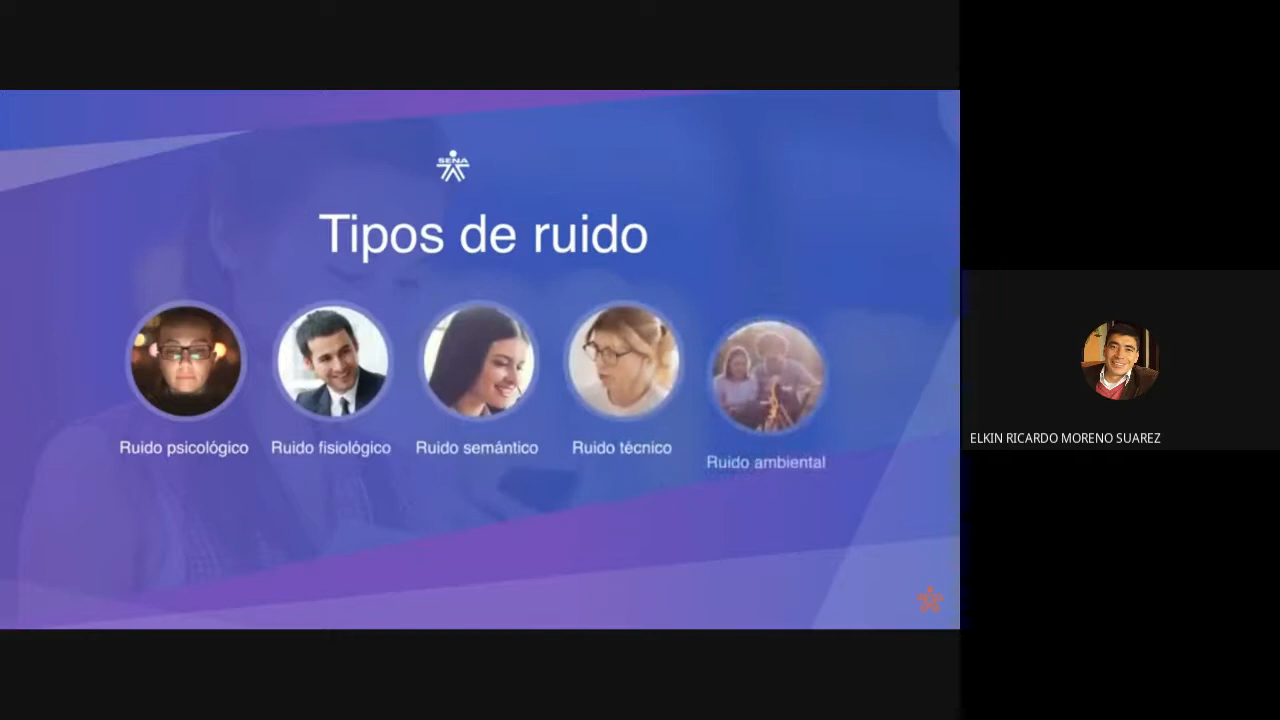 SENA
Tipos de ruido
Ruido psicológico
Ruido fisiológico
Ruido semántico
Ruido técnico
Ruido ambiental
ELKIN RICARDO MORENO SUAREZ